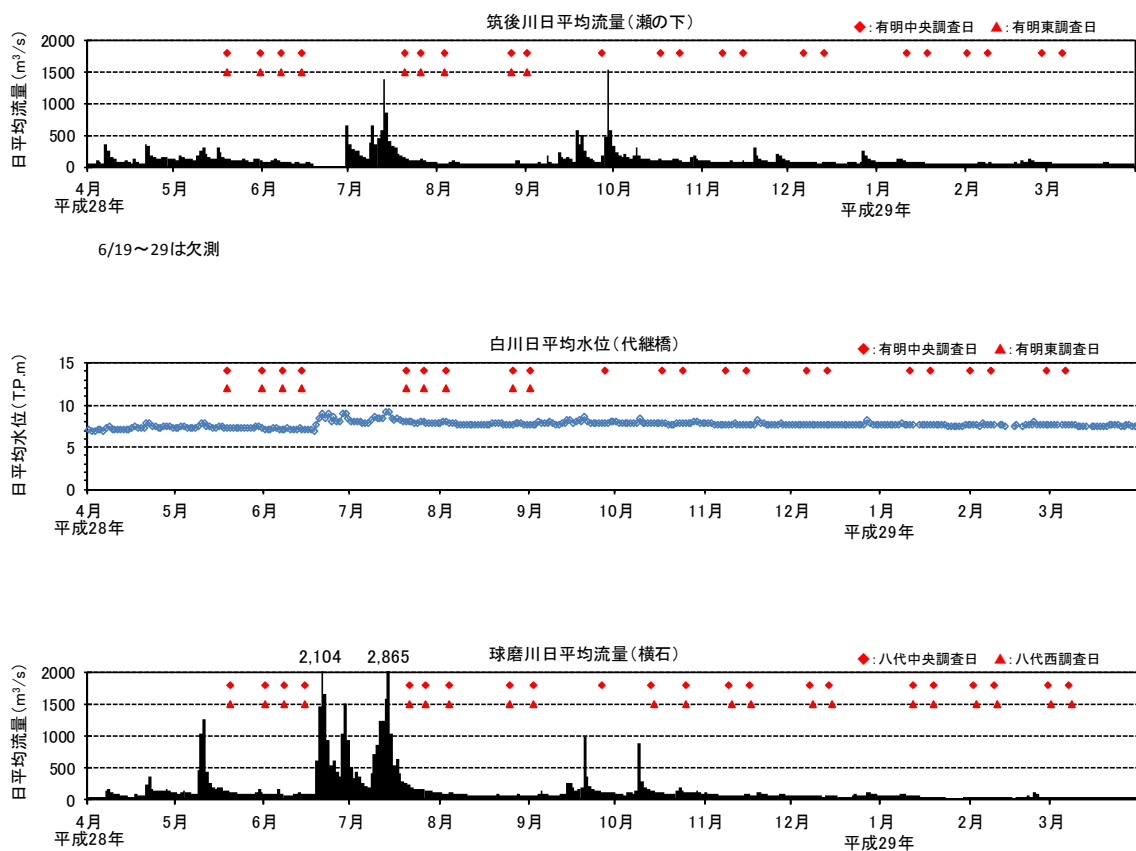 筑後川日平均流量(瀬の下)
◆:有明中央調査日 ▲:有明東調査日
日平均流量(m³/s)
2000
1500
1000
500
0
4月 5月 6月 7月 8月 9月 10月 11月 12月 1月 2月 3月
平成28年 平成29年
6/19～29は欠測
白川日平均水位(代継橋)
◆:有明中央調査日 ▲:有明東調査日
日平均水位(T.P.m)
15
10
5
0
4月 5月 6月 7月 8月 9月 10月 11月 12月 1月 2月 3月
平成28年 平成29年
2,104 2,865
球磨川日平均流量(横石)
◆:八代中央調査日 ▲:八代西調査日
日平均流量(m³/s)
2000
1500
1000
500
0
4月 5月 6月 7月 8月 9月 10月 11月 12月 1月 2月 3月
平成28年 平成29年